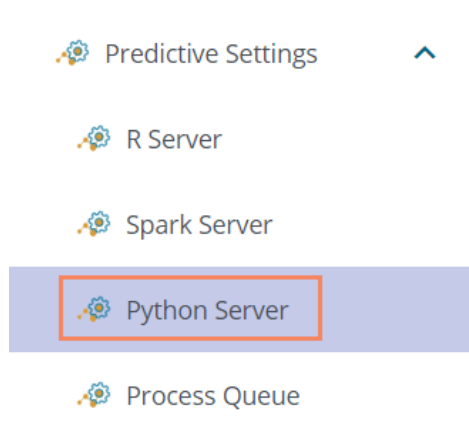 Predictive Settings
R Server
Spark Server
Python Server
Process Queue